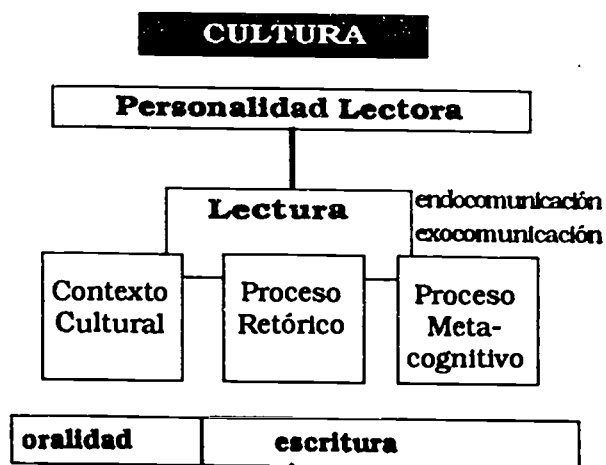 CULTURA
Personalidad Lectora
Lectura
endocomunicación
exocomunicación
Contexto
Cultural
Proceso
Retórico
Proceso
Meta-
cognitivo
oralidad
escritura